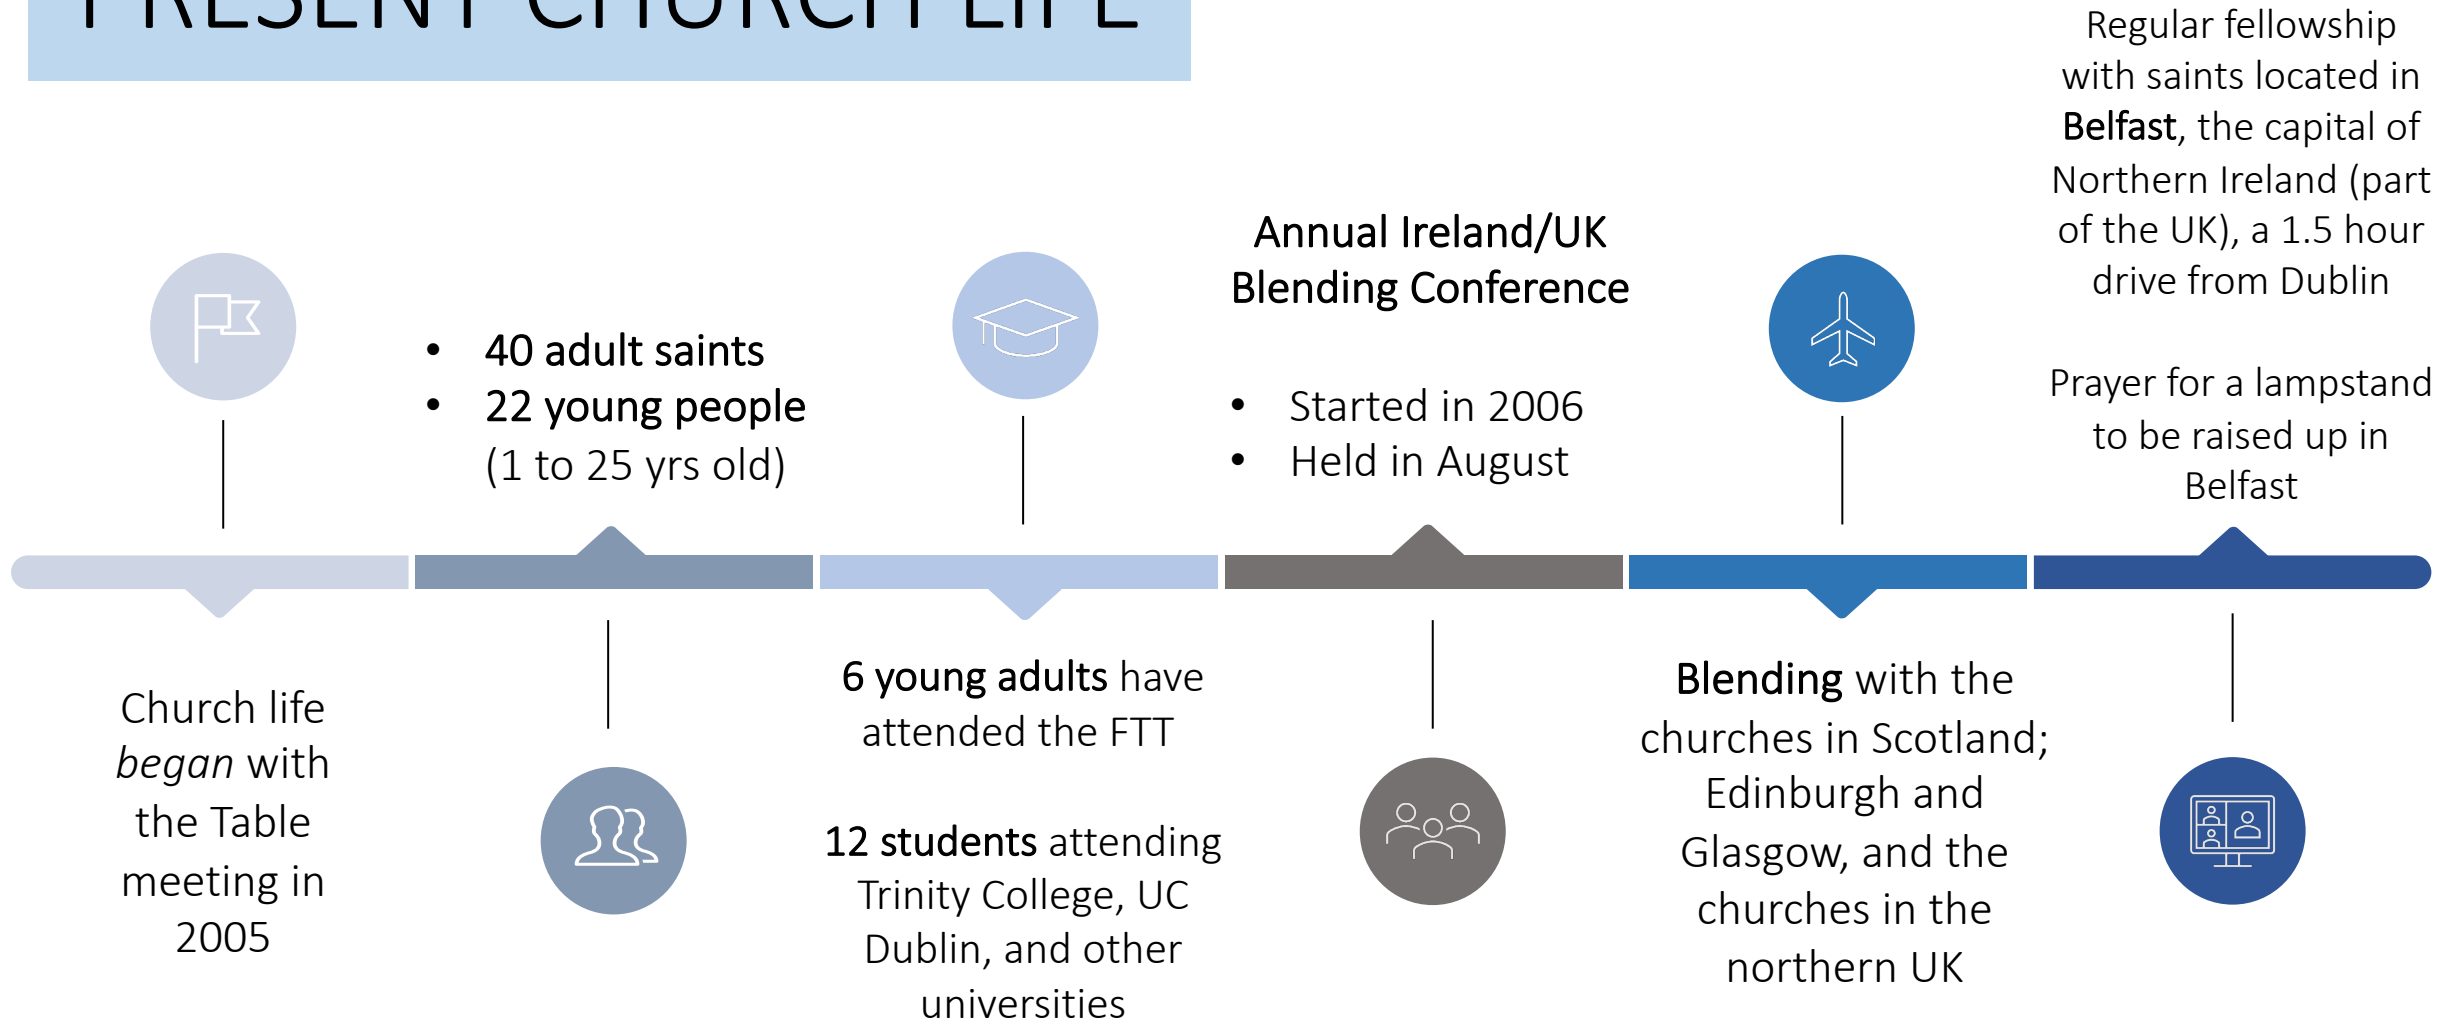 PRESENT CHURCH LIFE
Church life
began with
the Table
meeting in
2005
• 40 adult saints
• 22 young people
(1 to 25 yrs old)
6 young adults have
attended the FTT
12 students attending
Trinity College, UC
Dublin, and other
universities
Annual Ireland/UK
Blending Conference
• Started in 2006
• Held in August
Blending with the
churches in Scotland;
Edinburgh and
Glasgow, and the
churches in the
northern UK
Regular fellowship
with saints located in
Belfast, the capital of
Northern Ireland (part
of the UK), a 1.5 hour
drive from Dublin
Prayer for a lampstand
to be raised up in
Belfast